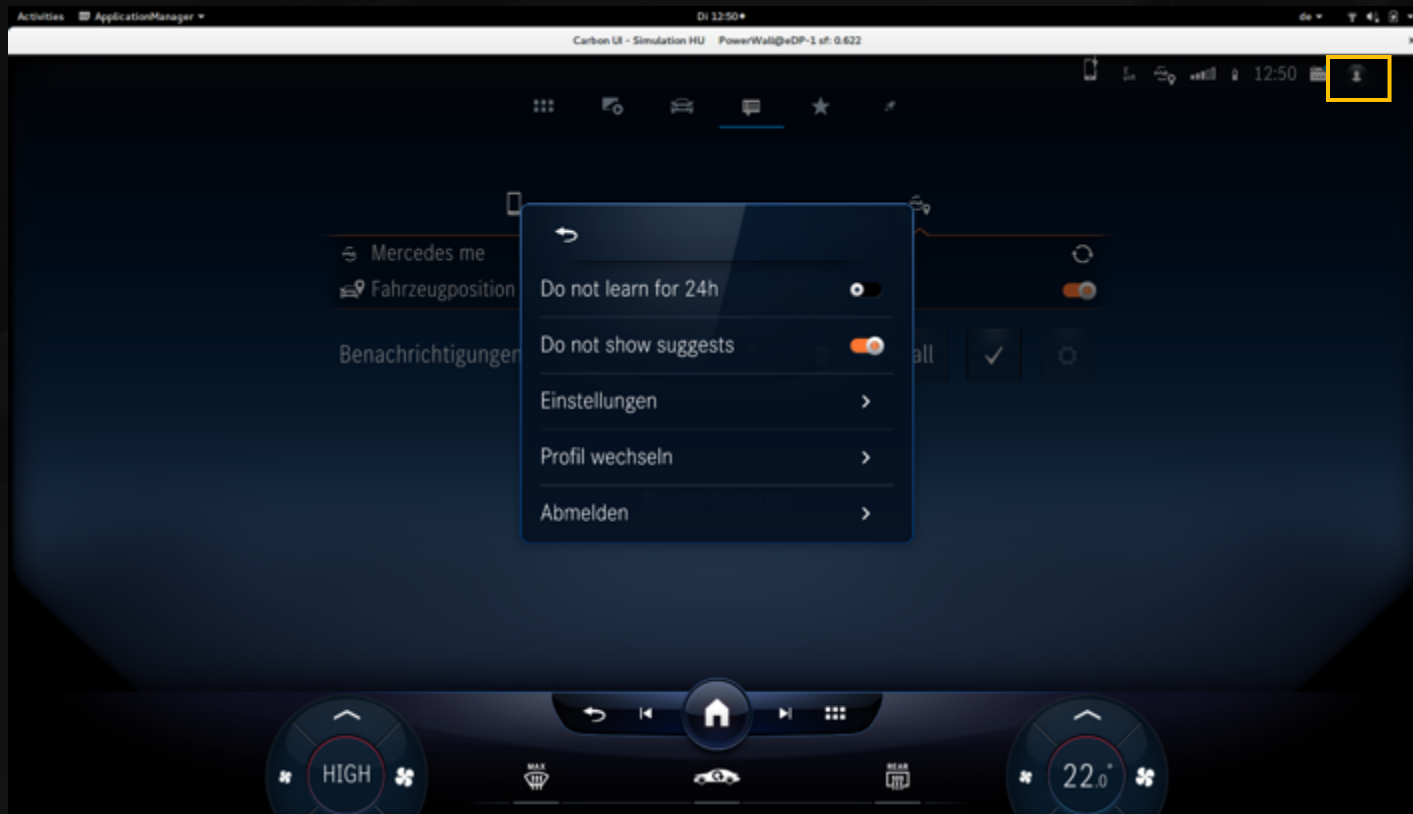 Activities ApplicationManager
Di 12:50
de
Carbon UI - Simulation HU PowerWall@eDP-1 sf: 0.622
12:50
Mercedes me
Fahrzeugposition
Benachrichtigungen
all
Do not learn for 24h
Do not show suggests
Einstellungen
Profil wechseln
Abmelden
HIGH
MAX
REAR
22.0°